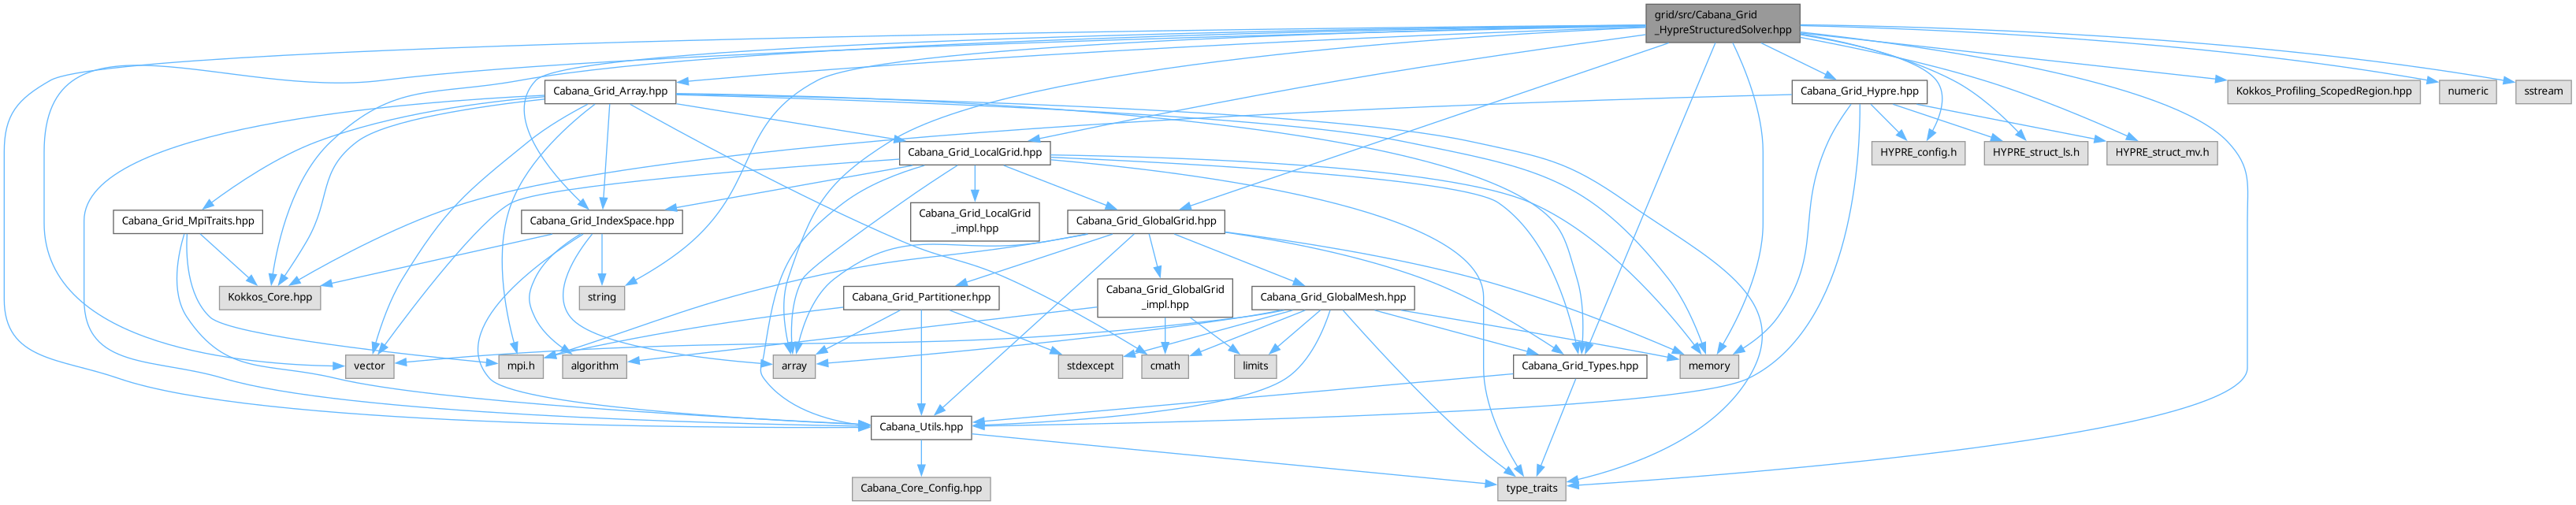 grid/src/Cabana_Grid
_HypreStructuredSolver.hpp
Cabana_Grid_Array.hpp
Cabana_Grid_Hypre.hpp
Kokkos_Profiling_ScopedRegion.hpp
numeric
sstream
Cabana_Grid_LocalGrid.hpp
HYPRE_config.h
HYPRE_struct_ls.h
HYPRE_struct_mv.h
Cabana_Grid_MpiTraits.hpp
Cabana_Grid_IndexSpace.hpp
Cabana_Grid_LocalGrid
_impl.hpp
Cabana_Grid_GlobalGrid.hpp
Kokkos_Core.hpp
string
Cabana_Grid_Partitioner.hpp
Cabana_Grid_GlobalGrid
_impl.hpp
Cabana_Grid_GlobalMesh.hpp
vector
mpi.h
algorithm
array
stdexcept
cmath
limits
Cabana_Grid_Types.hpp
memory
Cabana_Utils.hpp
Cabana_Core_Config.hpp
type_traits